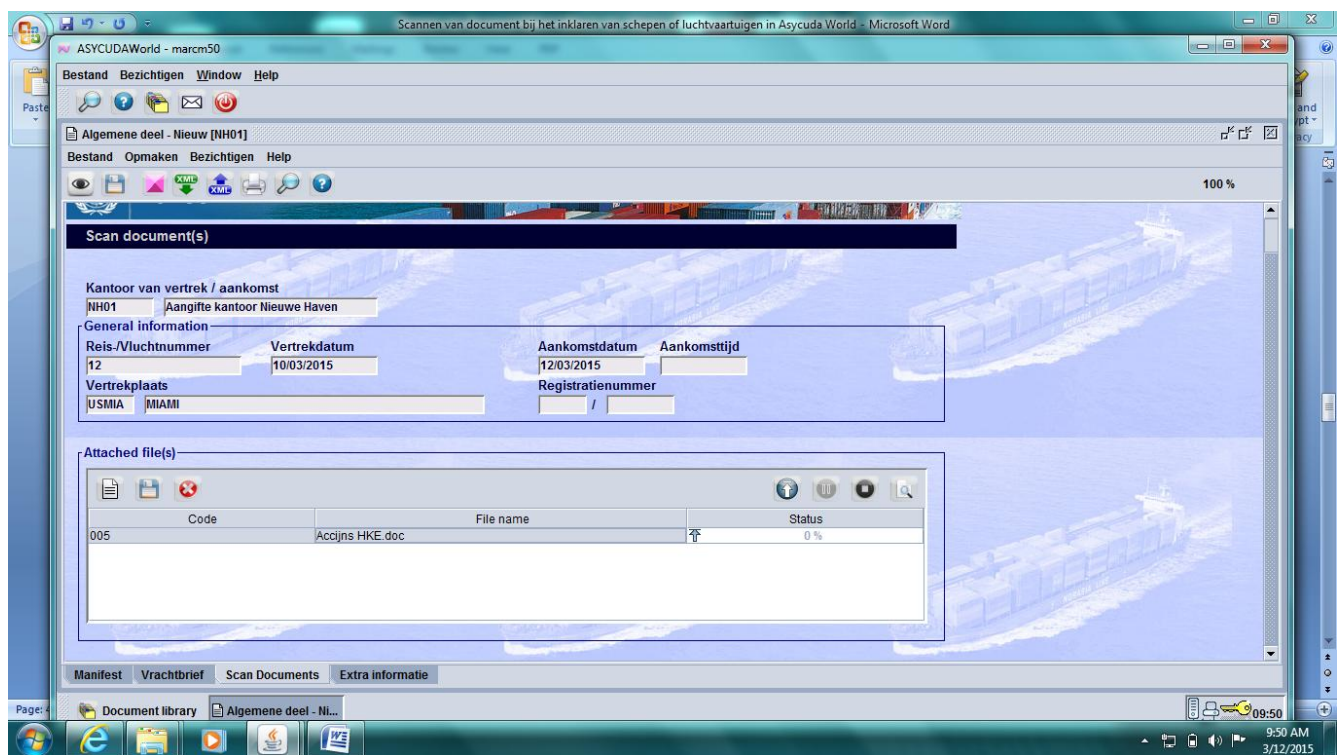 Scannen van document bij het inklaren van schepen of luchtvaartuigen in Asycuda World - Microsoft Word
ASYCUDAWorld - marcm50
Bestand Bezichtigen Window Help
Paste
Algemene deel - Nieuw [NH01]
Bestand Opmaken Bezichtigen Help
XML XML
100 %
Scan document(s)
Kantoor van vertrek / aankomst
NH01 Aangifte kantoor Nieuwe Haven
General information
Reis-/Vluchtnummer Vertrekdatum Aankomstdatum Aankomsttijd
12 10/03/2015 12/03/2015
Vertrekplaats Registratienummer
USMIA MIAMI /
Attached file(s)
Code File name Status
005 Accijns HKE.doc 0 %
Manifest Vrachtbrief Scan Documents Extra informatie
Document library Algemene deel - Ni...
09:50
Page:
9:50 AM
3/12/2015